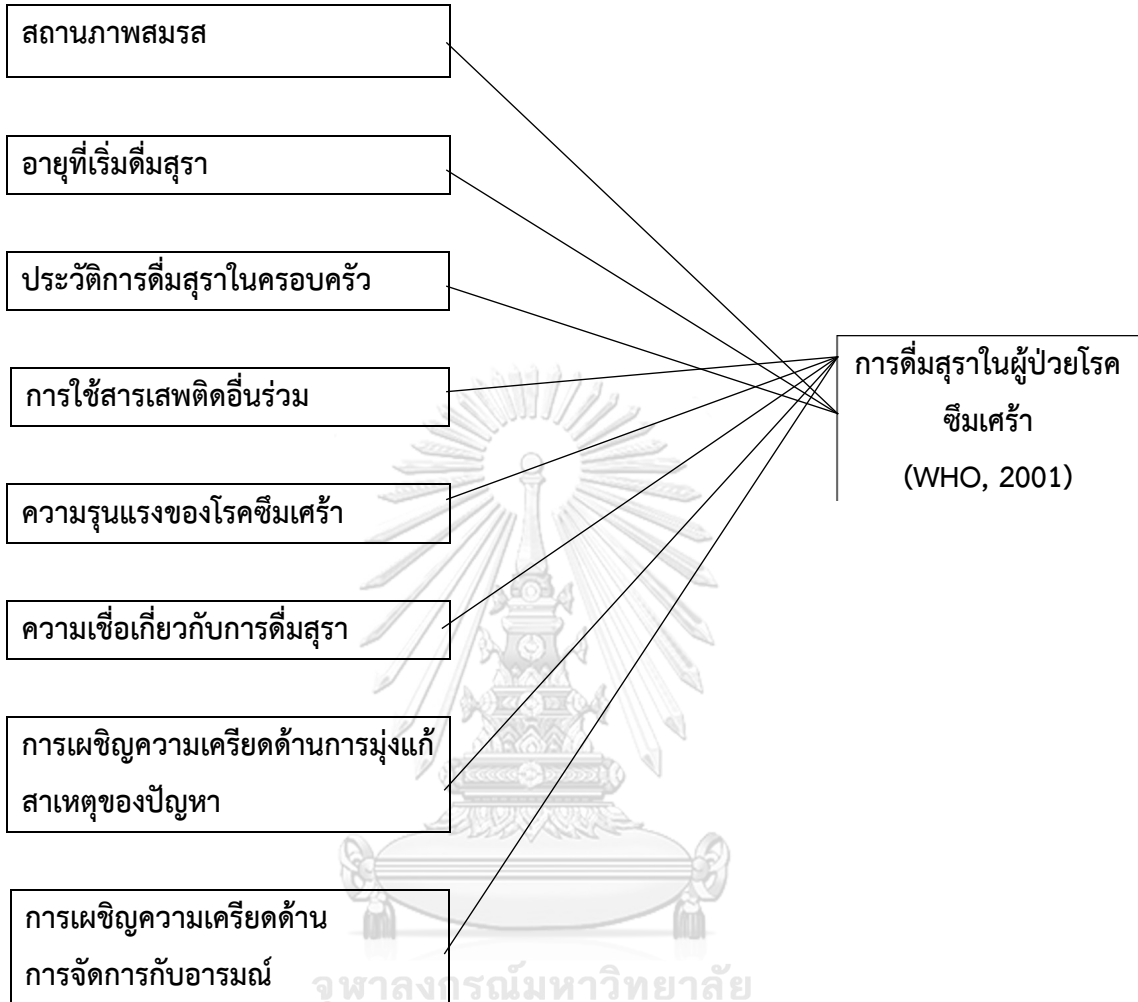 สถานภาพสมรส
อายุที่เริ่มดื่มสุรา
ประวัติการดื่มสุราในครอบครัว
การใช้สารเสพติดอื่นร่วม
ความรุนแรงของโรคซึมเศร้า
ความเชื่อเกี่ยวกับการดื่มสุรา
การเผชิญความเครียดด้านการมุ่งแก้
สาเหตุของปัญหา
การเผชิญความเครียดด้าน
การจัดการกับอารมณ์
การดื่มสุราในผู้ป่วยโรค
ซึมเศร้า
(WHO, 2001)
จุฬาลงกรณ์มหาวิทยาลัย